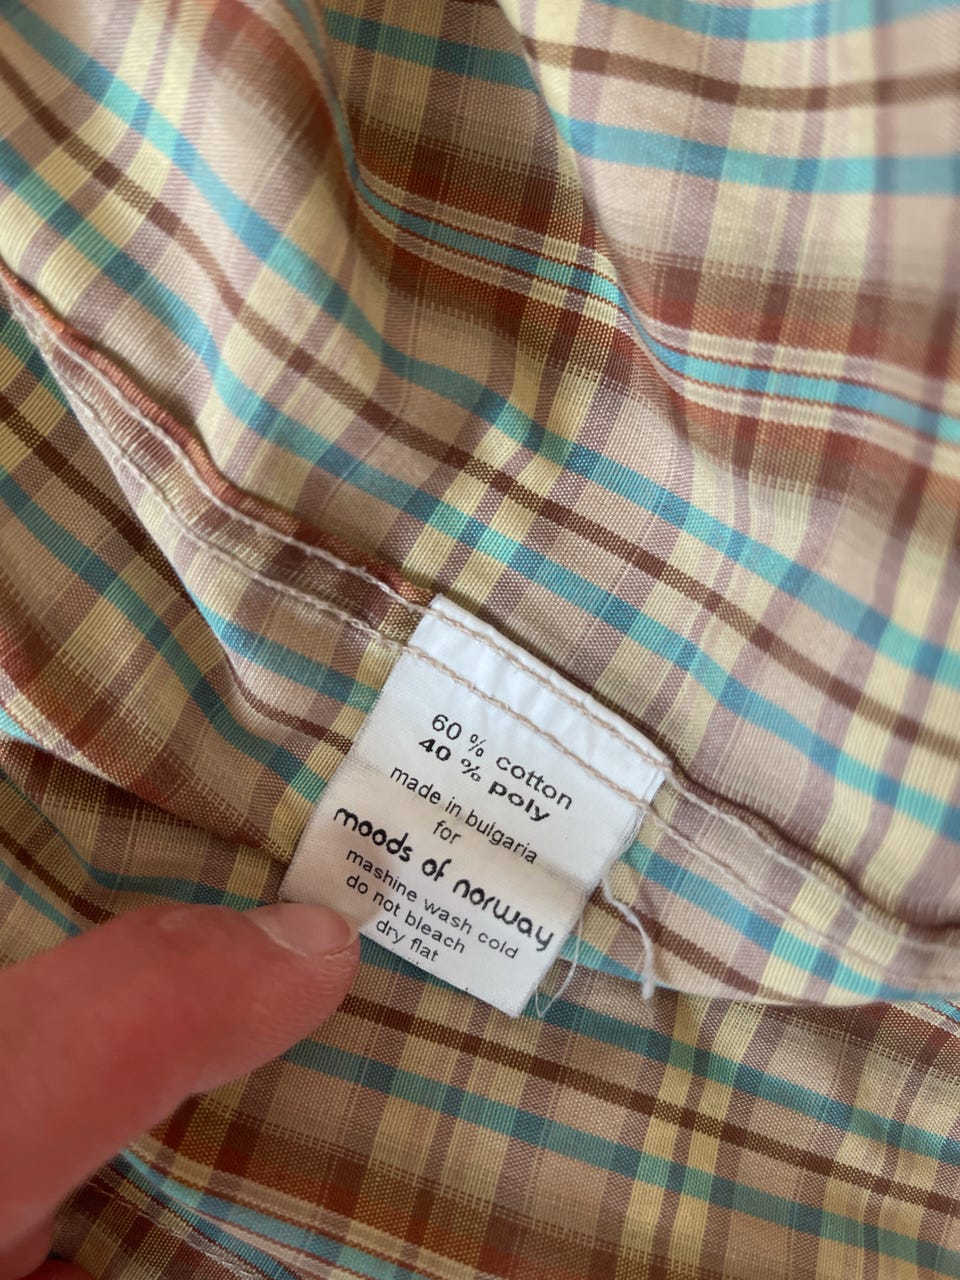 60 % cotton
40 % poly
made in bulgaria
for
moods of norway
mashine wash cold
do not bleach
dry flat